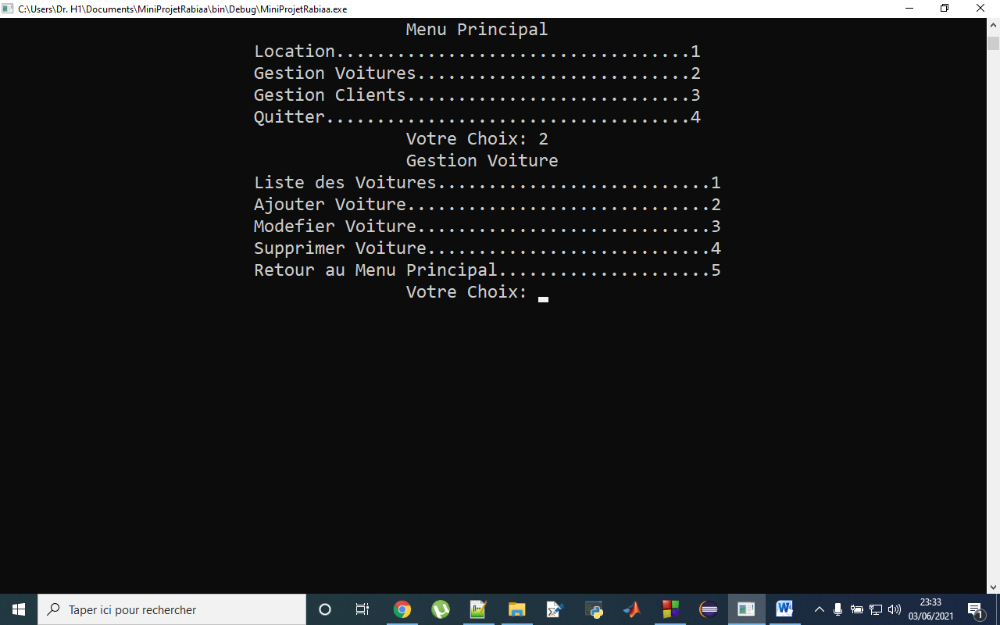 C:\Users\Dr. H1\Documents\MiniProjetRabiaa\bin\Debug\MiniProjetRabiaa.exe
Menu Principal
Location...................................1
Gestion Voitures...........................2
Gestion Clients............................3
Quitter....................................4
Votre Choix: 2
Gestion Voiture
Liste des Voitures...........................1
Ajouter Voiture..............................2
Modefier Voiture.............................3
Supprimer Voiture............................4
Retour au Menu Principal.....................5
Votre Choix:
Taper ici pour rechercher
23:33
03/06/2021
1